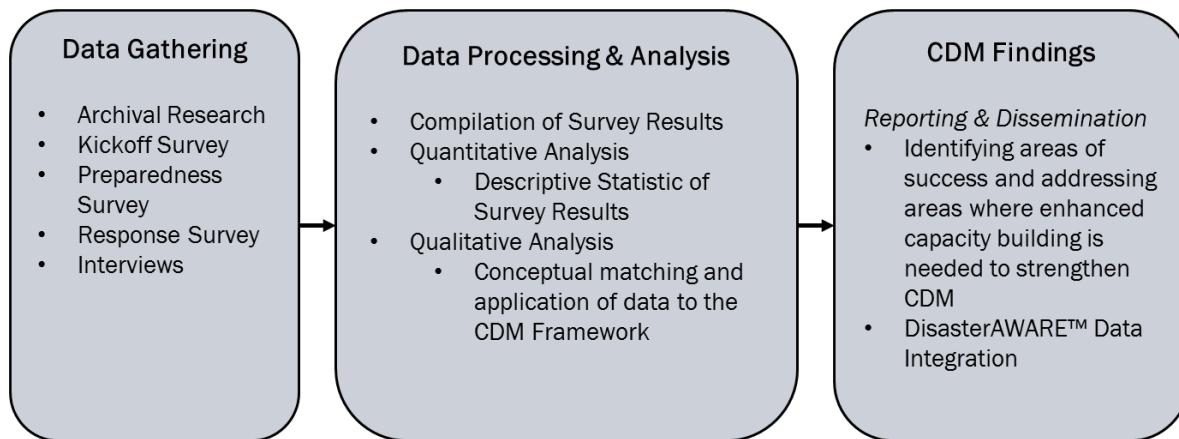 Data Gathering
• Archival Research
• Kickoff Survey
• Preparedness
Survey
• Response Survey
• Interviews
Data Processing & Analysis
• Compilation of Survey Results
• Quantitative Analysis
• Descriptive Statistic of
Survey Results
• Qualitative Analysis
• Conceptual matching and
application of data to the
CDM Framework
CDM Findings
Reporting & Dissemination
• Identifying areas of
success and addressing
areas where enhanced
capacity building is
needed to strengthen
CDM
• DisasterAWARE™ Data
Integration